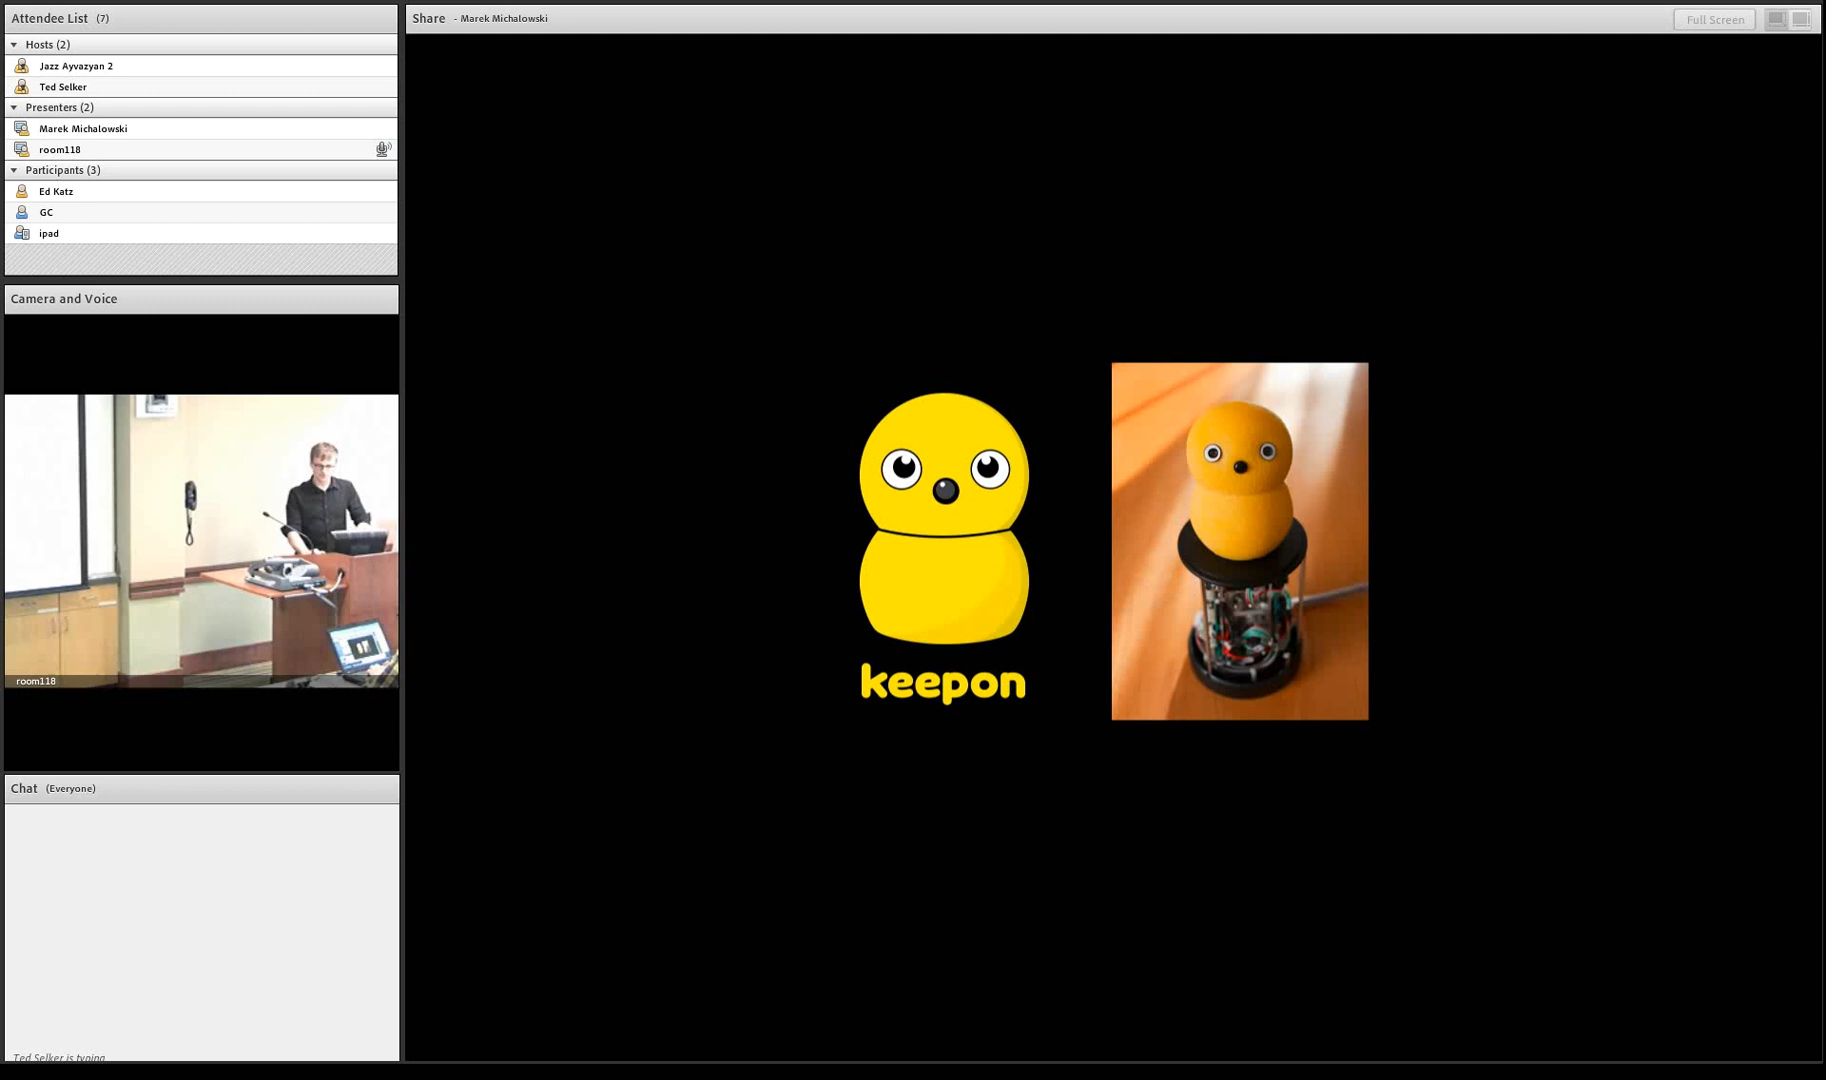 Attendee List (7)
Hosts (2)
Jazz Ayvazyan 2
Ted Selker
Presenters (2)
Marek Michalowski
room118
Participants (3)
Ed Katz
GC
ipad
Camera and Voice
room118
Chat (Everyone)
Ted Selker is typing
Share - Marek Michalowski
Full Screen
keepon